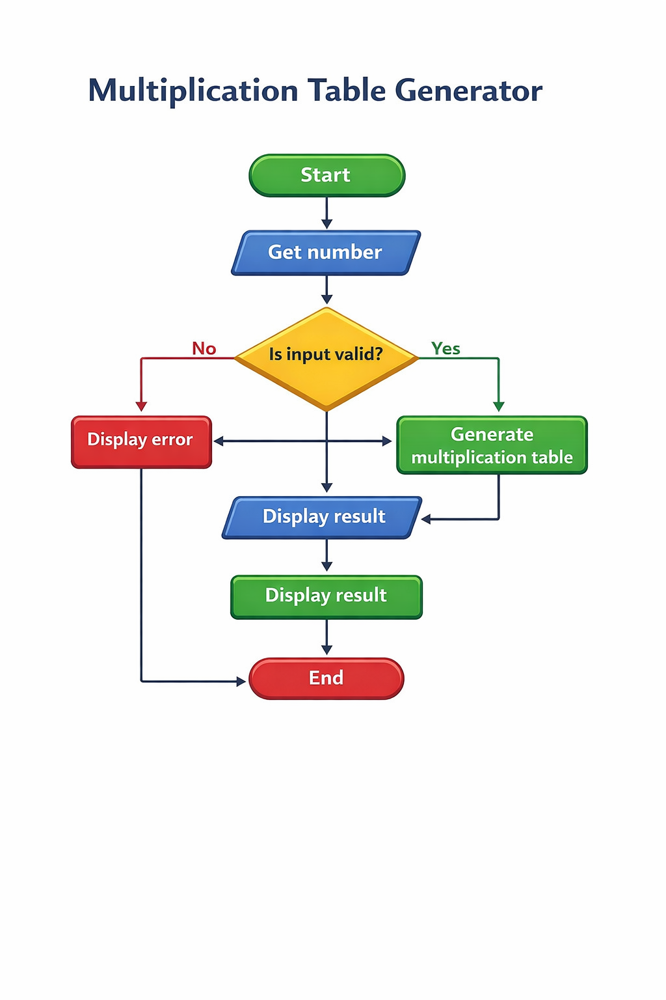 Multiplication Table Generator
Start
Get number
Is input valid?
No
Yes
Display error
Generate
multiplication table
Display result
Display result
End